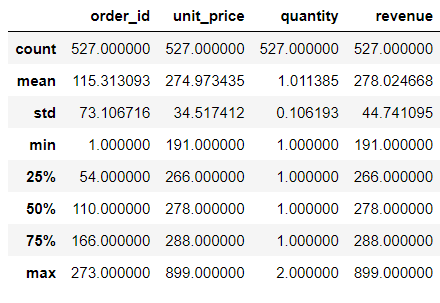 order_id unit_price quantity revenue
count 527.000000 527.000000 527.000000 527.000000
mean 115.313093 274.973435 1.011385 278.024668
std 73.106716 34.517412 0.106193 44.741095
min 1.000000 191.000000 1.000000 191.000000
25% 54.000000 266.000000 1.000000 266.000000
50% 110.000000 278.000000 1.000000 278.000000
75% 166.000000 288.000000 1.000000 288.000000
max 273.000000 899.000000 2.000000 899.000000